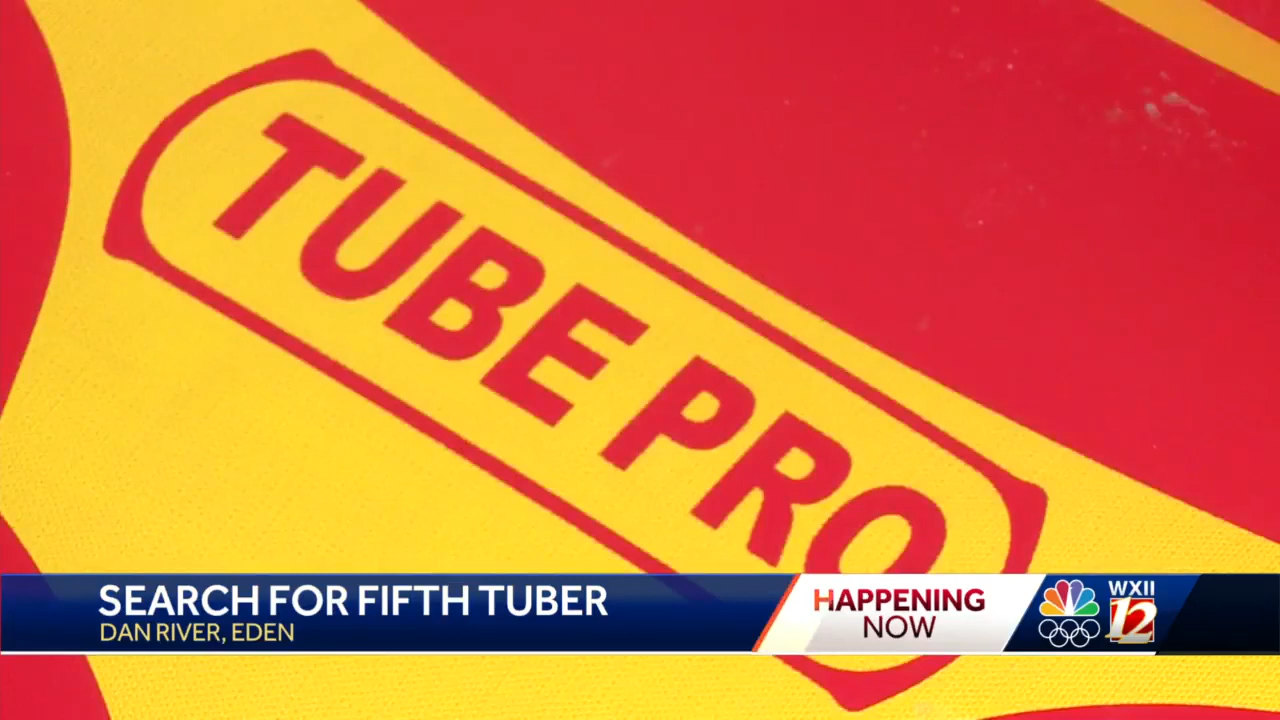 TUBE PRO
SEARCH FOR FIFTH TUBER
DAN RIVER, EDEN
HAPPENING
NOW
WXII
12